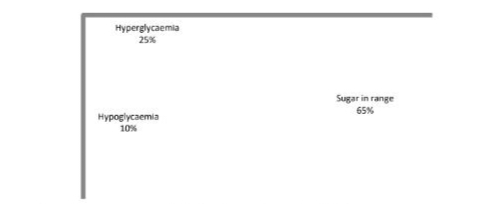 Hyperglycaemia
25%
Sugar in range
65%
Hypoglycaemia
10%